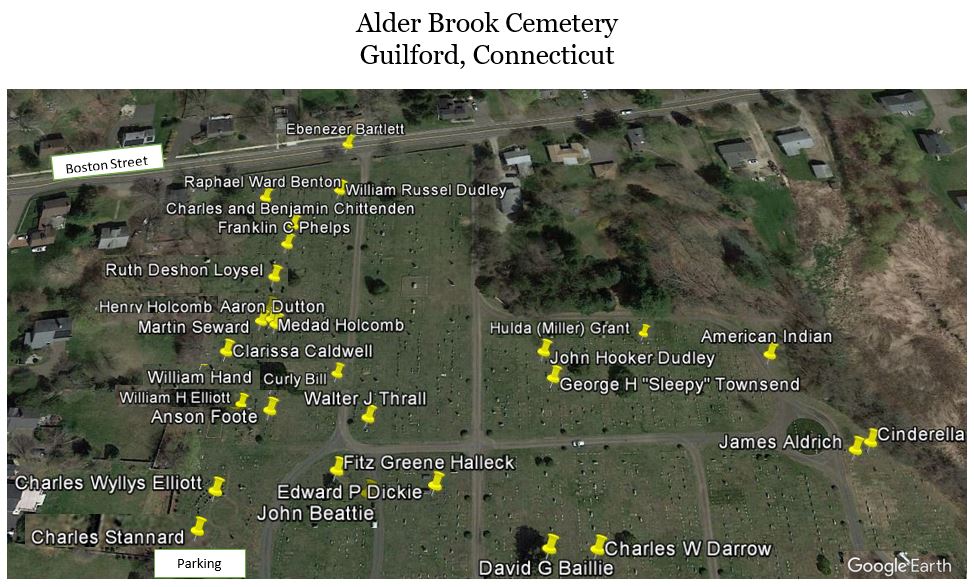 Alder Brook Cemetery
Guilford, Connecticut
Ebenezer Bartlett
Boston Street
Raphael Ward Benton
William Russel Dudley
Charles and Benjamin Chittenden
Franklin C Phelps
Ruth Deshon Loysel
Henry Holcomb
Aaron Dutton
Martin Seward
Medad Holcomb
Hulda (Miller) Grant
American Indian
Clarissa Caldwell
John Hooker Dudley
William Hand
Curly Bill
George H "Sleepy" Townsend
William H Elliott
Walter J Thrall
Anson Foote
James Aldrich
Cinderella
Fitz Greene Halleck
Charles Wyllys Elliott
Edward P Dickie
John Beattie
Charles Stannard
Charles W Darrow
David G Baillie
Parking
Google Earth